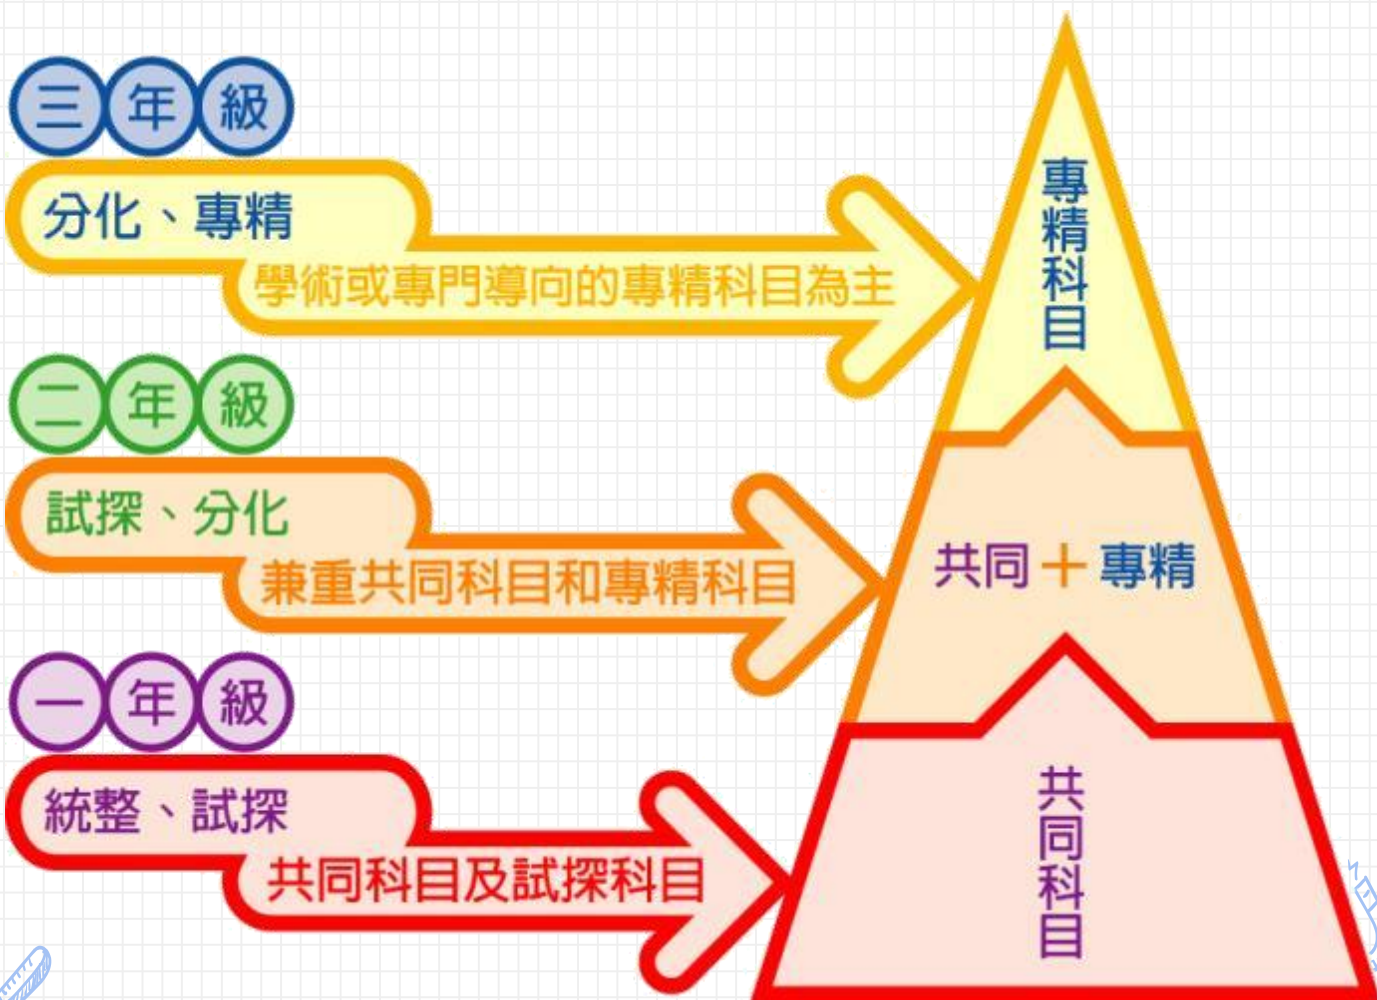 三年級
分化、專精
學術或專門導向的專精科目為主
專精科目
二年級
試探、分化
兼重共同科目和專精科目
共同＋專精
一年級
統整、試探
共同科目及試探科目
共同科目